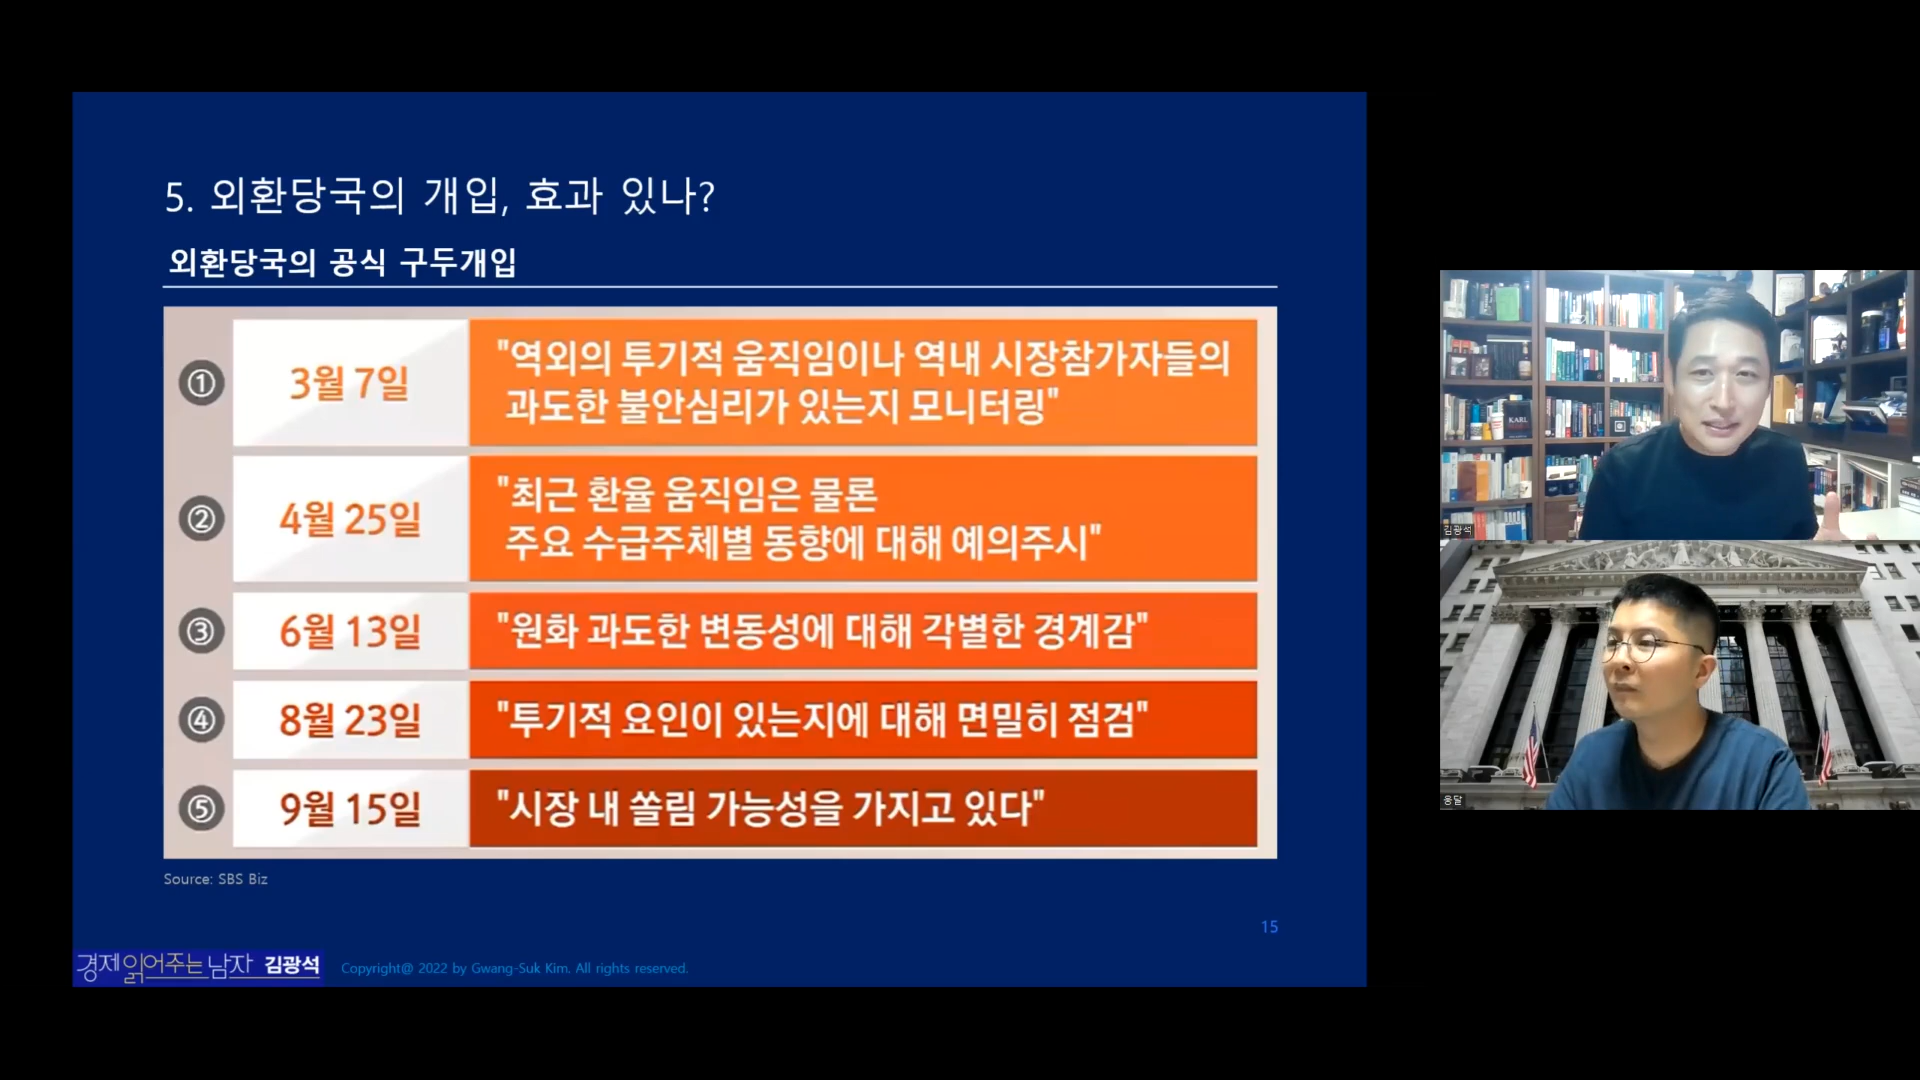 5. 외환당국의 개입, 효과 있나?
외환당국의 공식 구두개입
① 3월 7일 "역외의 투기적 움직임이나 역내 시장참가자들의
과도한 불안심리가 있는지 모니터링"
② 4월 25일 "최근 환율 움직임은 물론
주요 수급주체별 동향에 대해 예의주시"
③ 6월 13일 "원화 과도한 변동성에 대해 각별한 경계감"
④ 8월 23일 "투기적 요인이 있는지에 대해 면밀히 점검"
⑤ 9월 15일 "시장 내 쏠림 가능성을 가지고 있다"
Source: SBS Biz
15
경제읽어주는남자 김광석
Copyright@ 2022 by Gwang-Suk Kim. All rights reserved.
KARL
김광석
옹달